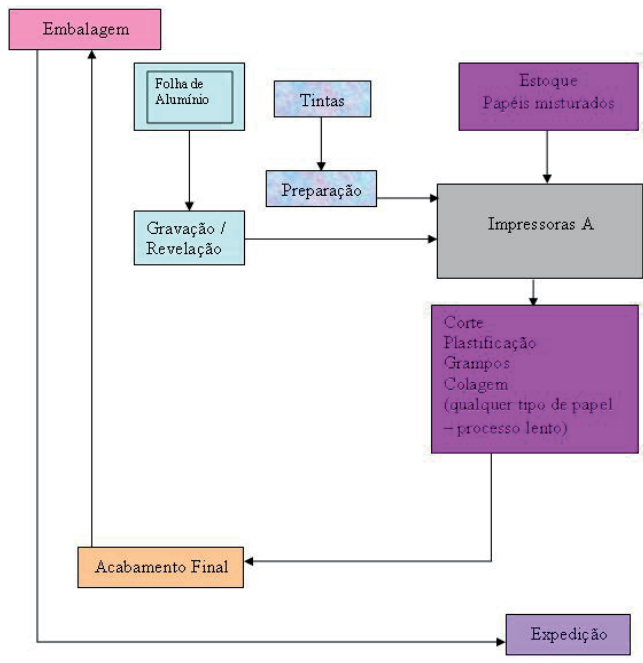 Embalagem
Folha de
Alumínio
Tintas
Estoque
Papéis misturados
Preparação
Gravação /
Revelação
Impressoras A
Corte
Plastificação
Grampos
Colagem
(qualquer tipo de papel
– processo lento)
Acabamento Final
Expedição